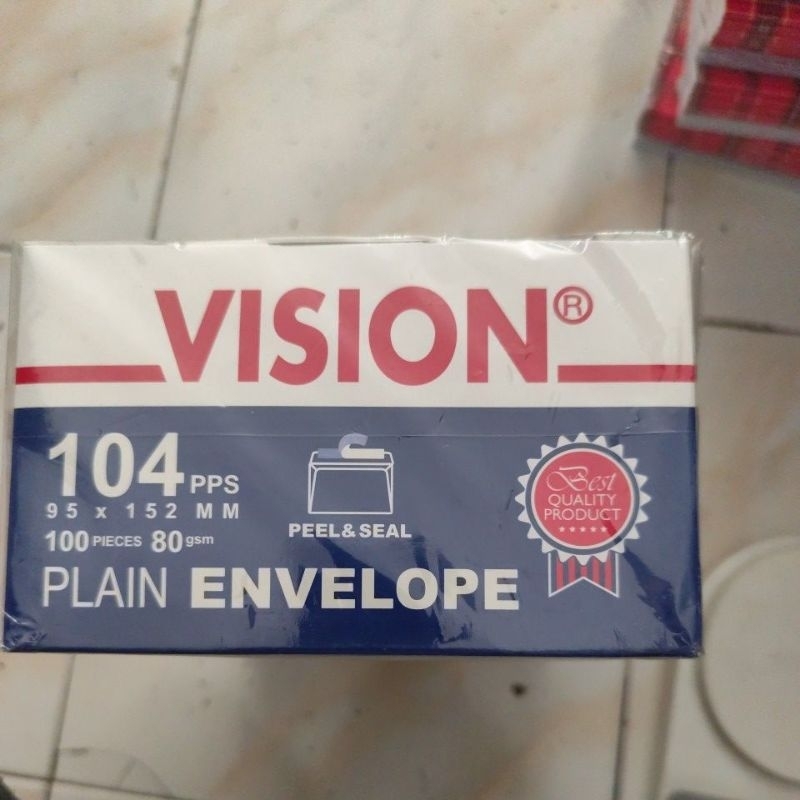 VISION®
104 PPS
95 x 152 MM
100 PIECES 80 gsm
PLAIN ENVELOPE
PEEL & SEAL
Best
QUALITY
PRODUCT